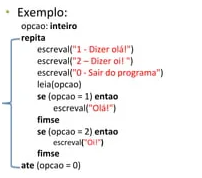 • Exemplo:
opcao: inteiro
repita
escreval("1 - Dizer olá!")
escreval("2 – Dizer oi! ")
escreval("0 - Sair do programa")
leia(opcao)
se (opcao = 1) entao
escreval("Olá!")
fimse
se (opcao = 2) entao
escreval("Oi!")
fimse
ate (opcao = 0)